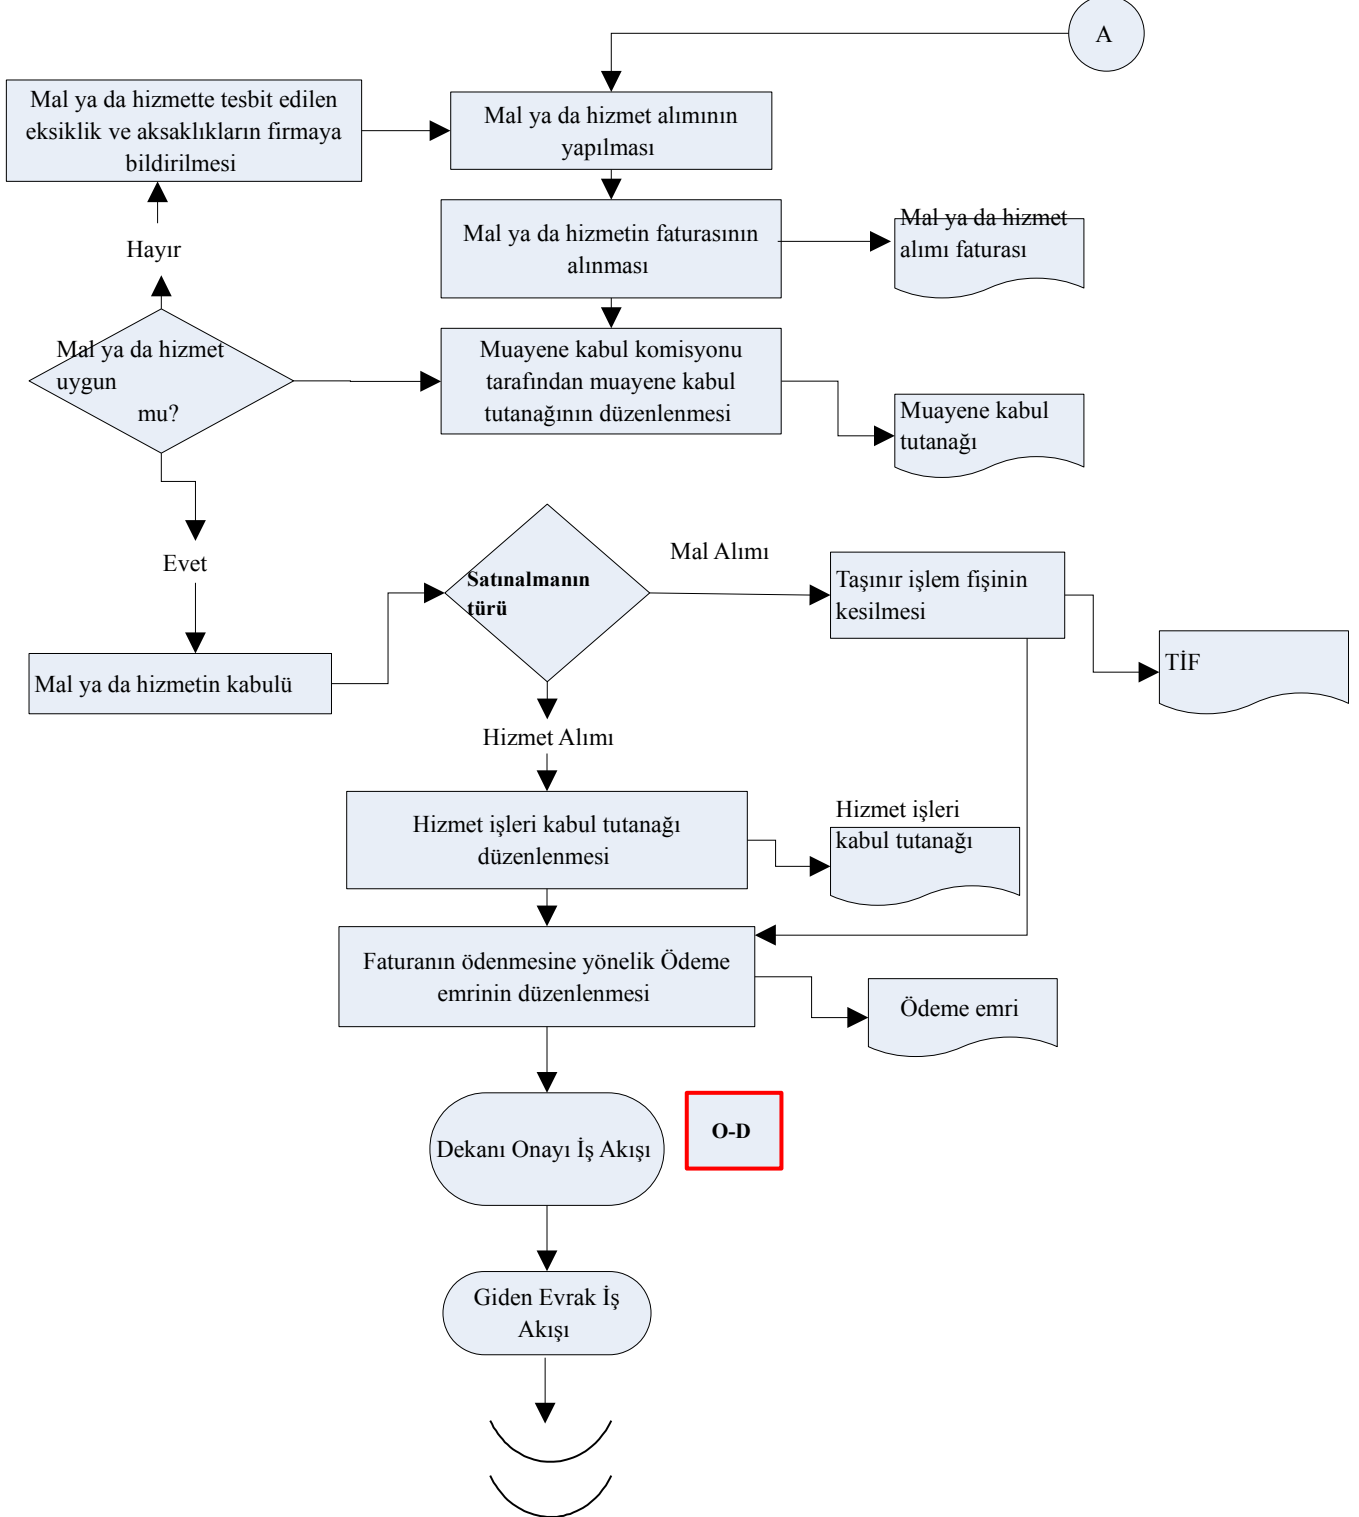 A
Mal ya da hizmette tesbit edilen
eksiklik ve aksaklıkların firmaya
bildirilmesi
Mal ya da hizmet alımının
yapılması
Hayır
Mal ya da hizmetin faturasının
alınması
Mal ya da hizmet
alımı faturası
Mal ya da hizmet
uygun
mu?
Muayene kabul komisyonu
tarafından muayene kabul
tutanağının düzenlenmesi
Muayene kabul
tutanağı
Evet
Satınalmanın
türü
Mal Alımı
Taşınır işlem fişinin
kesilmesi
TİF
Mal ya da hizmetin kabulü
Hizmet Alımı
Hizmet işleri kabul tutanağı
düzenlenmesi
Hizmet işleri
kabul tutanağı
Faturanın ödenmesine yönelik Ödeme
emrinin düzenlenmesi
Ödeme emri
Dekanı Onayı İş Akışı
O-D
Giden Evrak İş
Akışı